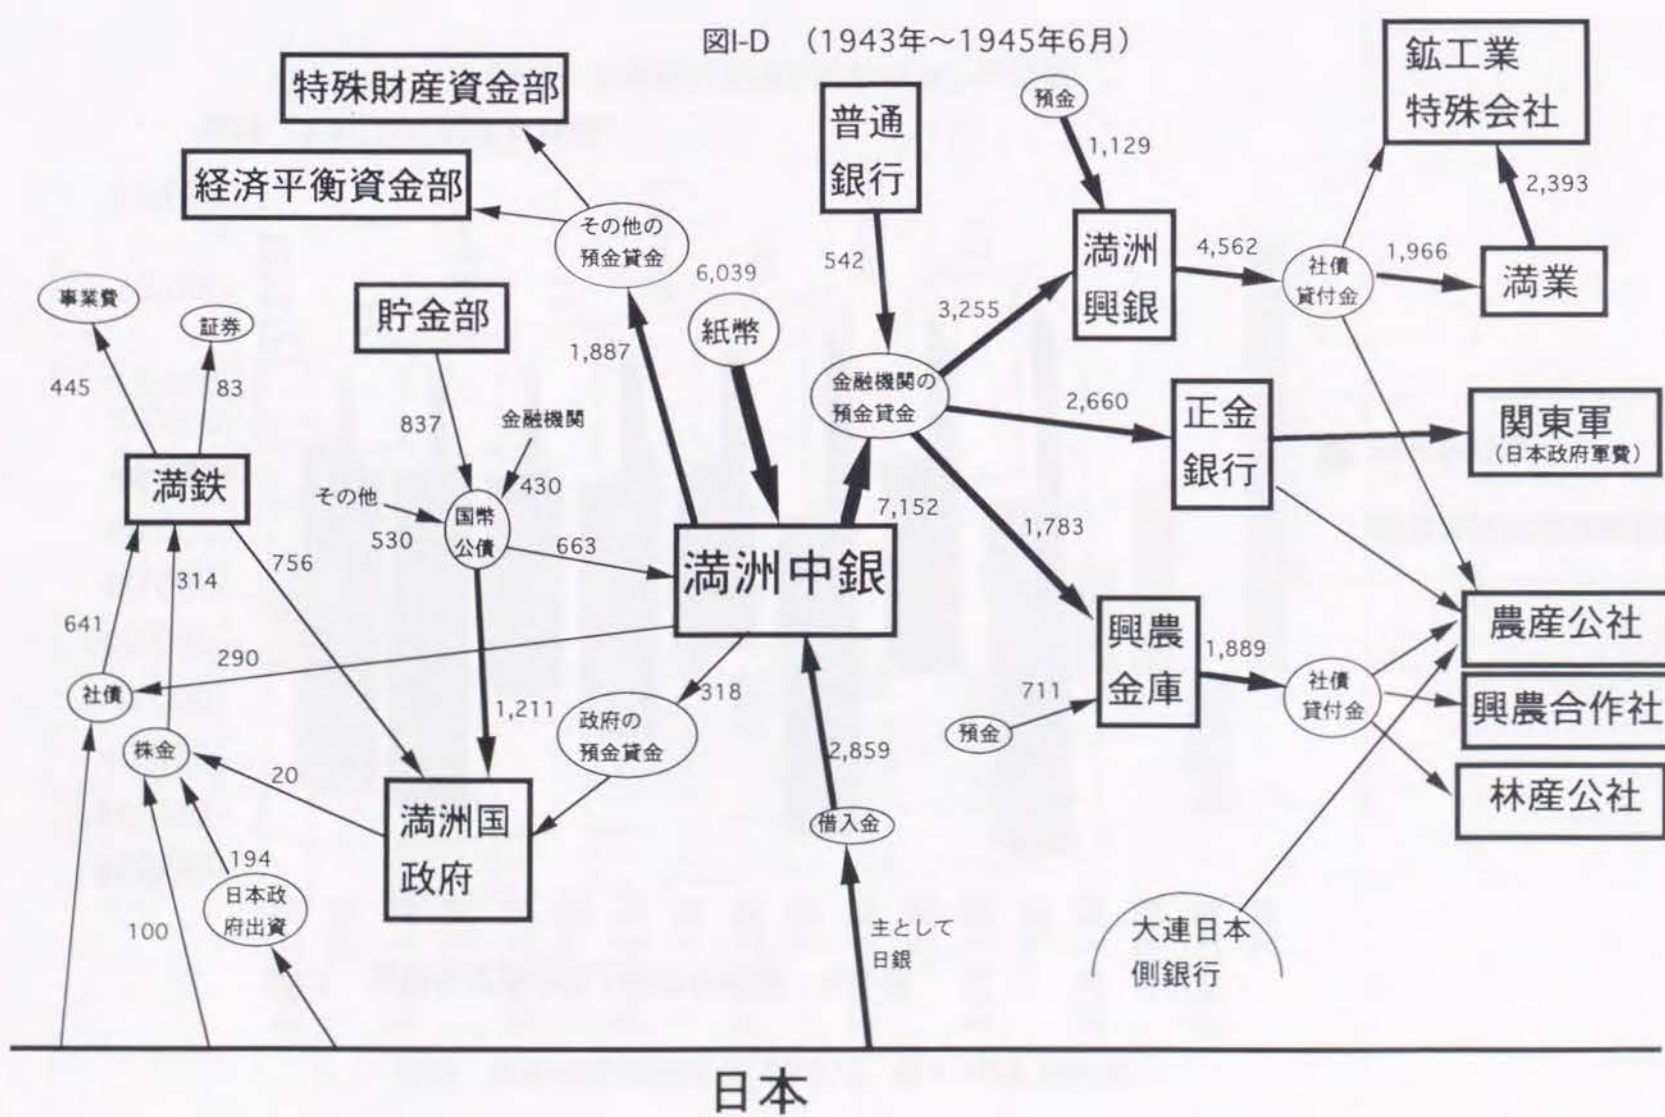 図I-D （1943年～1945年6月）
特殊財産資金部
経済平衡資金部
その他の
預金貸金
1,887
6,039
紙幣
普通
銀行
542
預金
1,129
鉱工業
特殊会社
2,393
満洲
興銀
4,562
社債
貸付金
1,966
満業
3,255
金融機関の
預金貸金
2,660
正金
銀行
関東軍
（日本政府軍費）
7,152
1,783
事業費
証券
445
83
満鉄
貯金部
837
金融機関
430
その他
530
国幣
公債
663
満洲中銀
641
314
756
290
社債
株金
1,211
318
政府の
預金貸金
20
満洲国
政府
194
日本政
府出資
100
2,859
借入金
主として
日銀
興農
金庫
711
預金
1,889
社債
貸付金
農産公社
興農合作社
林産公社
大連日本
側銀行
日本